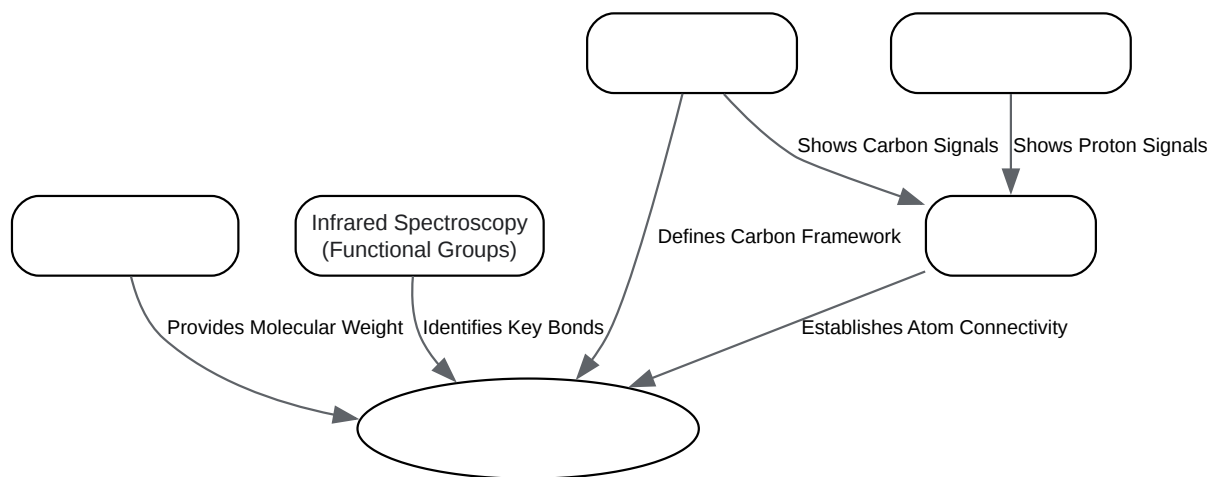 Shows Carbon Signals
Shows Proton Signals
Infrared Spectroscopy
(Functional Groups)
Defines Carbon Framework
Provides Molecular Weight
Identifies Key Bonds
Establishes Atom Connectivity